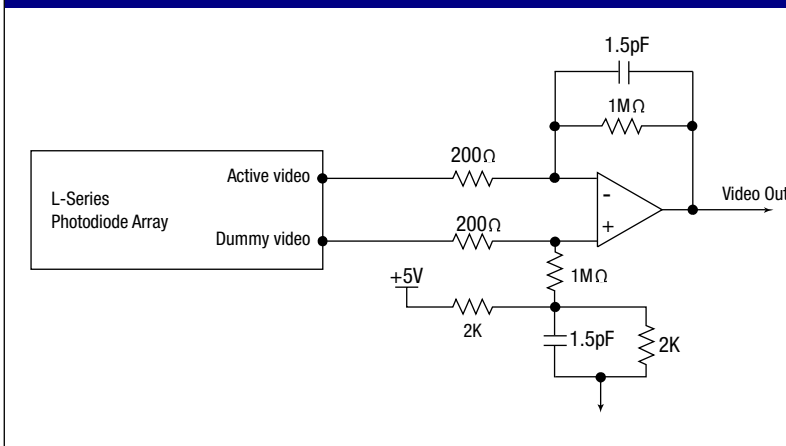 1.5pF
1MΩ
200Ω
Active video
L-Series
Photodiode Array
Video Out
-
200Ω
+
Dummy video
1MΩ
+5V
2K
1.5pF
2K